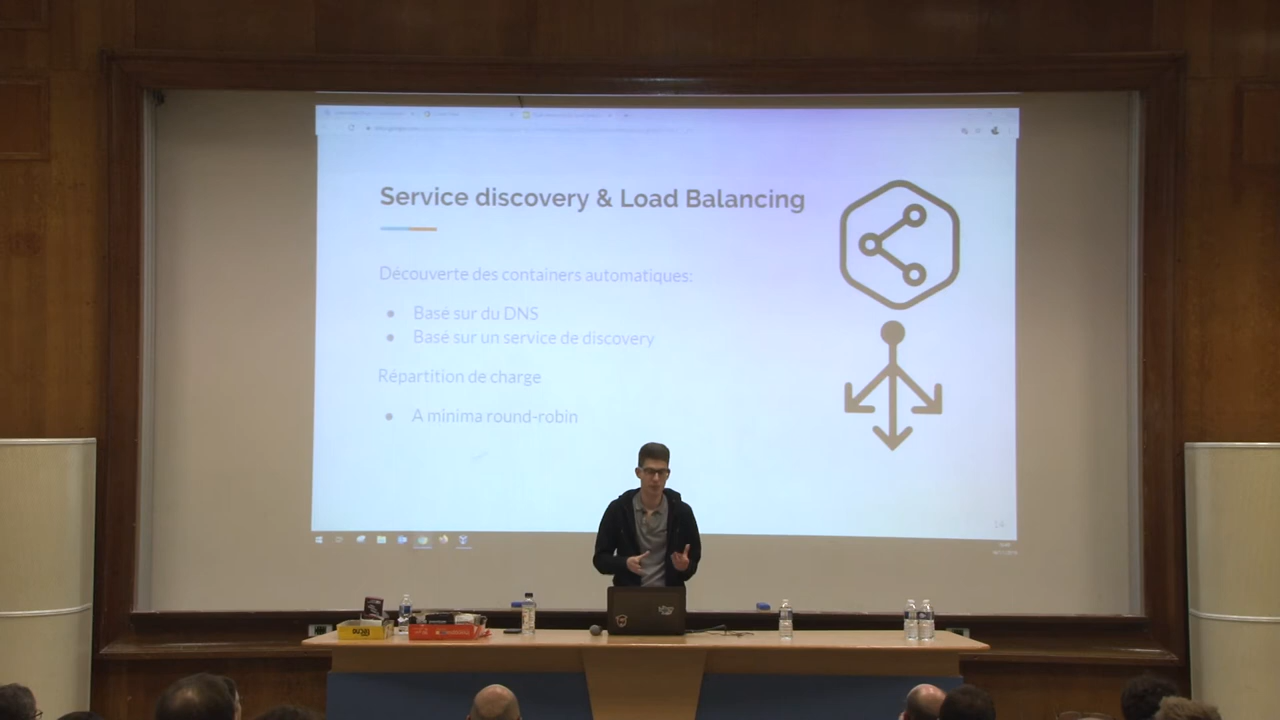 Service discovery & Load Balancing
Découverte des containers automatiques:
● Basé sur du DNS
● Basé sur un service de discovery
Répartition de charge
● A minima round-robin
14